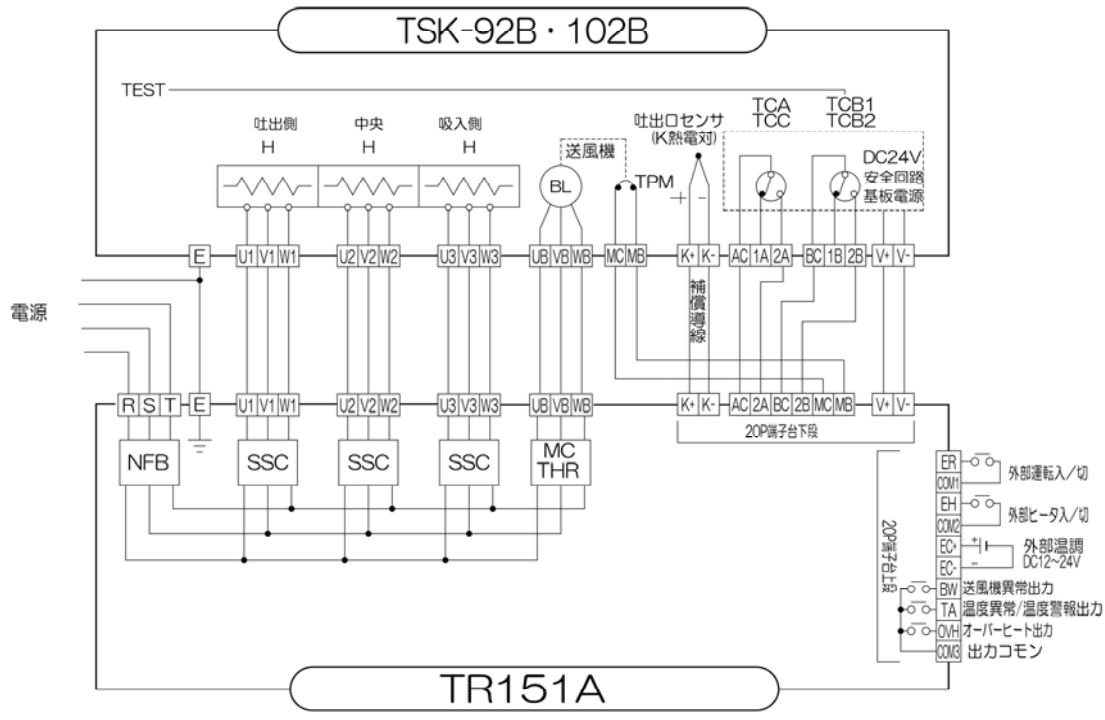 TSK-92B・102B
TEST
吐出側
H
中央
H
吸入側
H
送風機
BL
TPM
吐出口センサ
(K熱電対)
+ -
TCA
TCC
TCB1
TCB2
DC24V
安全回路
基板電源
E U1 V1 W1 U2 V2 W2 U3 V3 W3 UB VB WB MC MB K+ K- AC 1A 2A BC 1B 2B V+ V-
電源
補償導線
R S T E U1 V1 W1 U2 V2 W2 U3 V3 W3 UB VB WB K+ K- AC 2A BC 2B MC MB V+ V-
20P端子台下段
NFB
SSC
SSC
SSC
MC
THR
20P端子台上段
ER
COM1
外部運転入/切
EH
COM2
外部ヒータ入/切
EC+
EC-
+
-
外部温調
DC12~24V
BW 送風機異常出力
TA 温度異常/温度警報出力
OVH オーバーヒート出力
COM3 出力コモン
TR151A